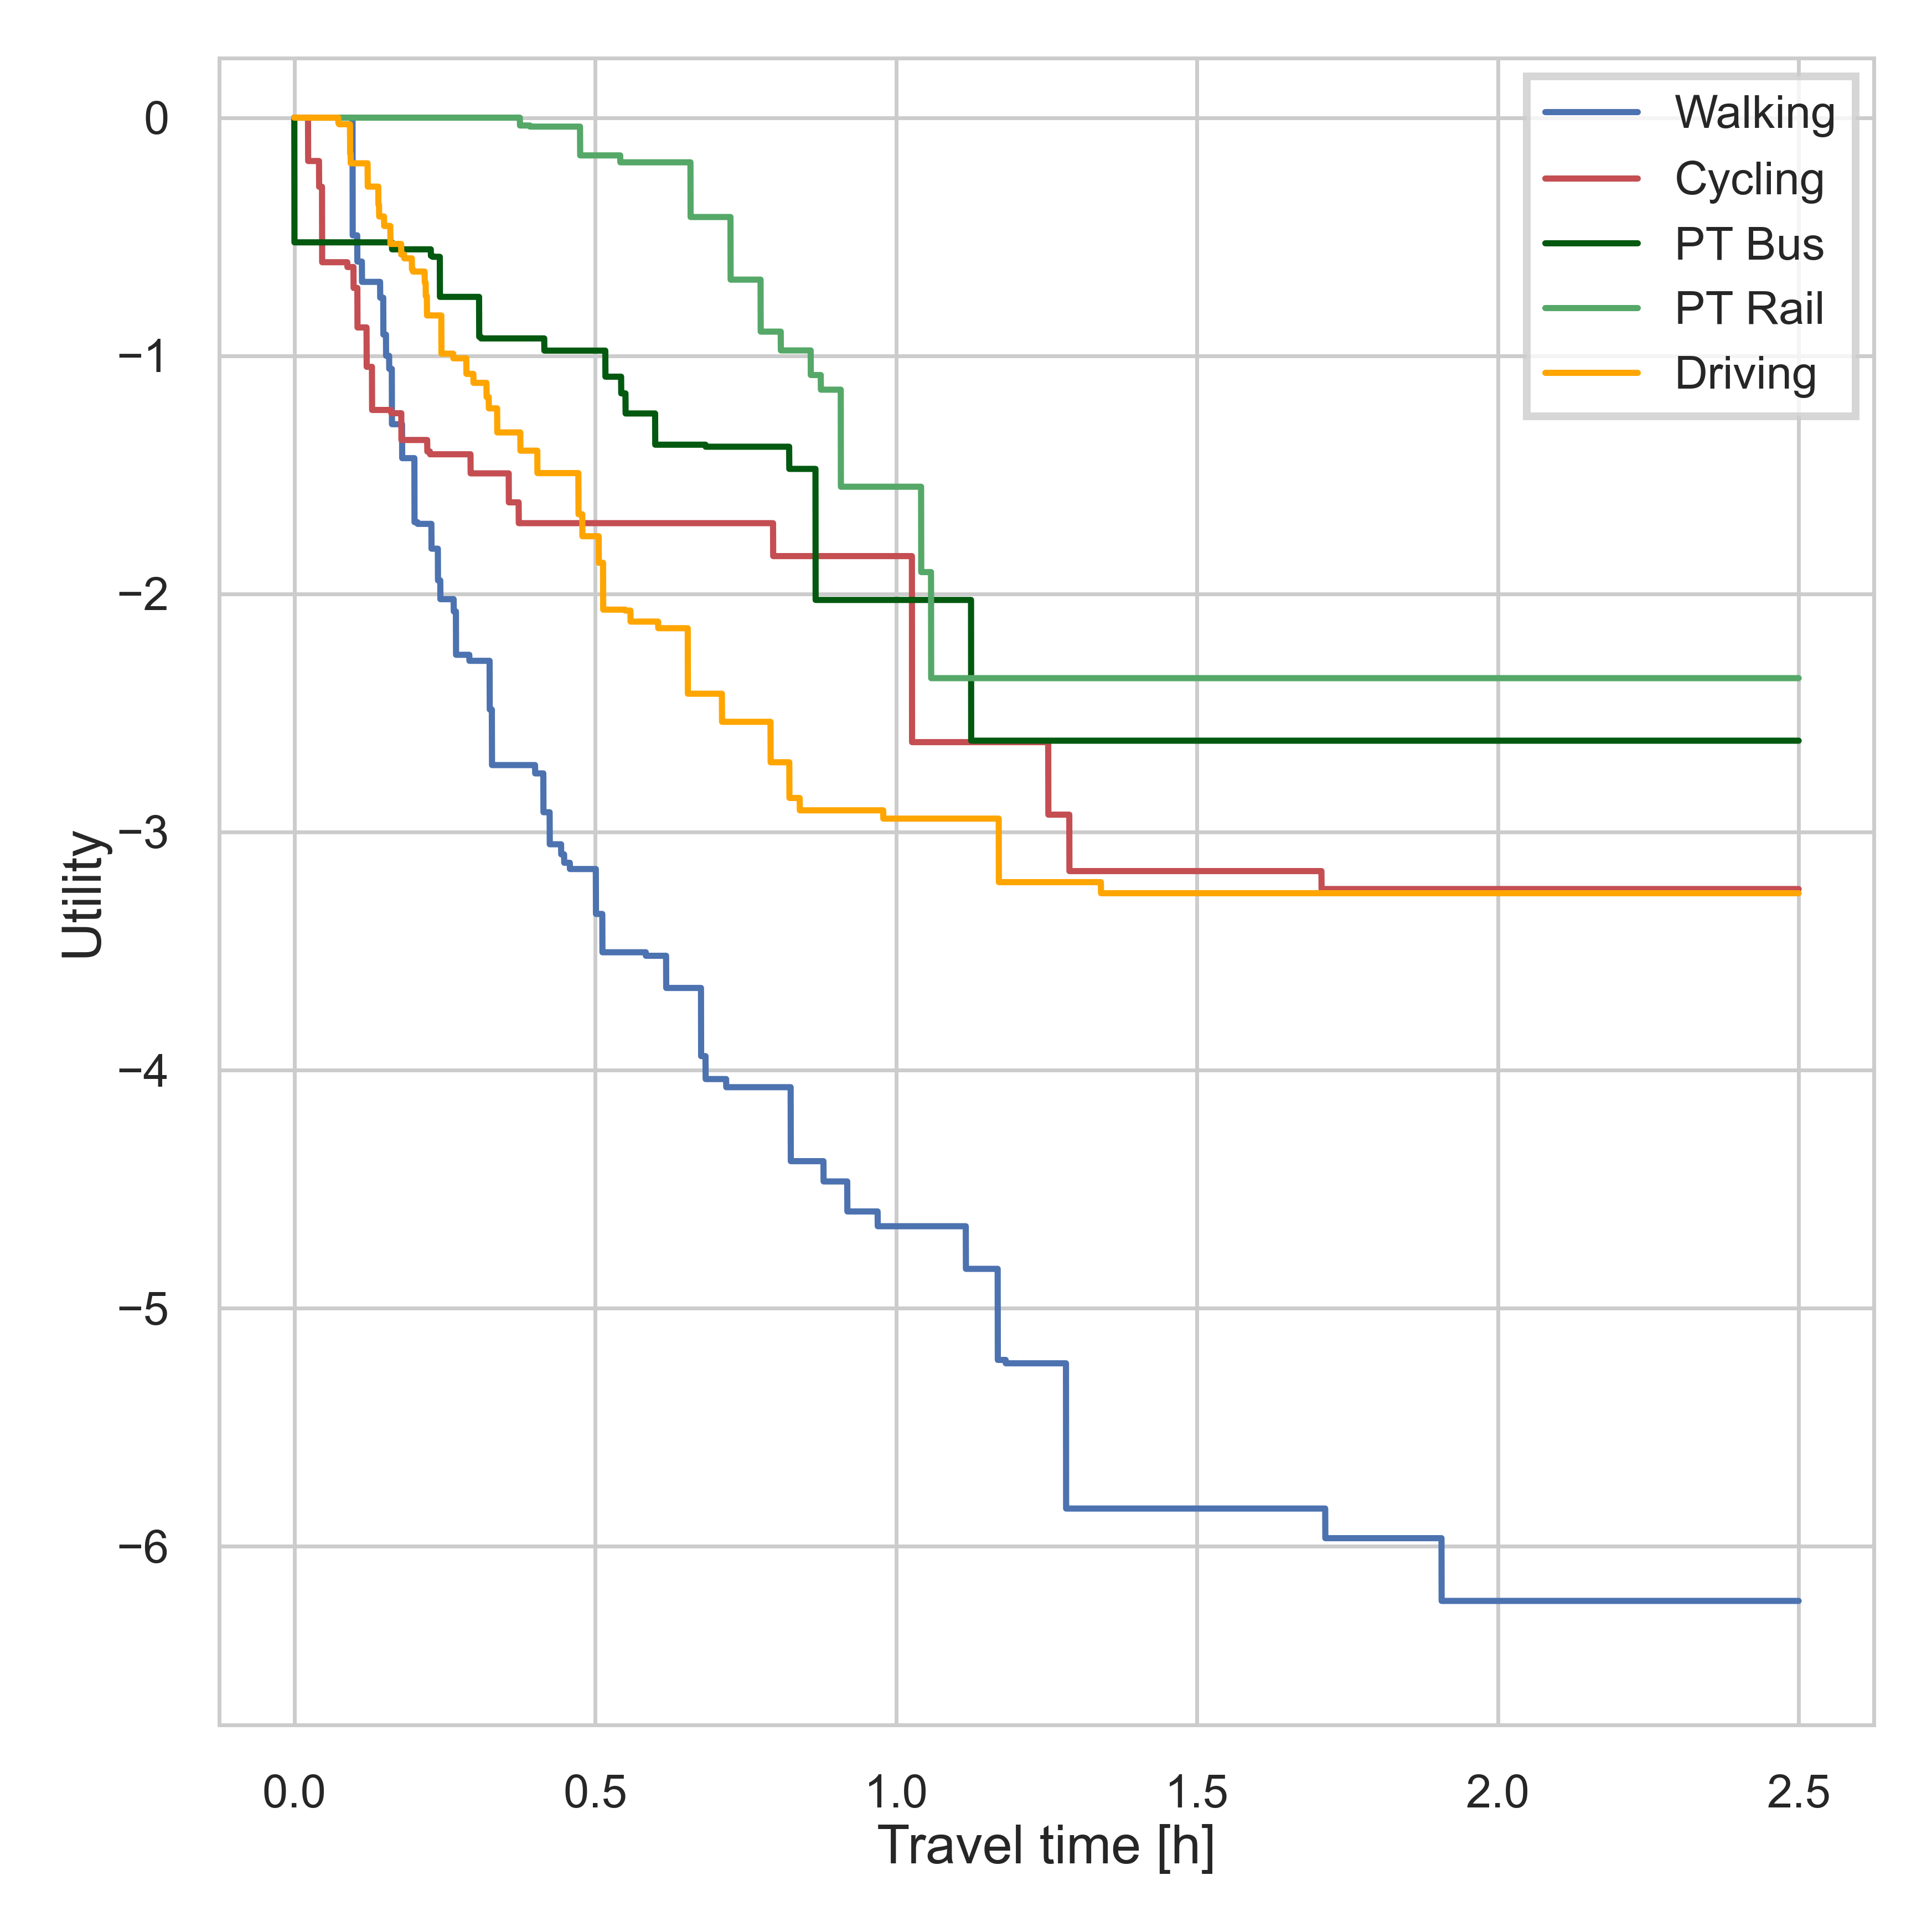 Walking
Cycling
PT Bus
PT Rail
Driving
0
−1
−2
−3
−4
−5
−6
Utility
0.0 0.5 1.0 1.5 2.0 2.5
Travel time [h]